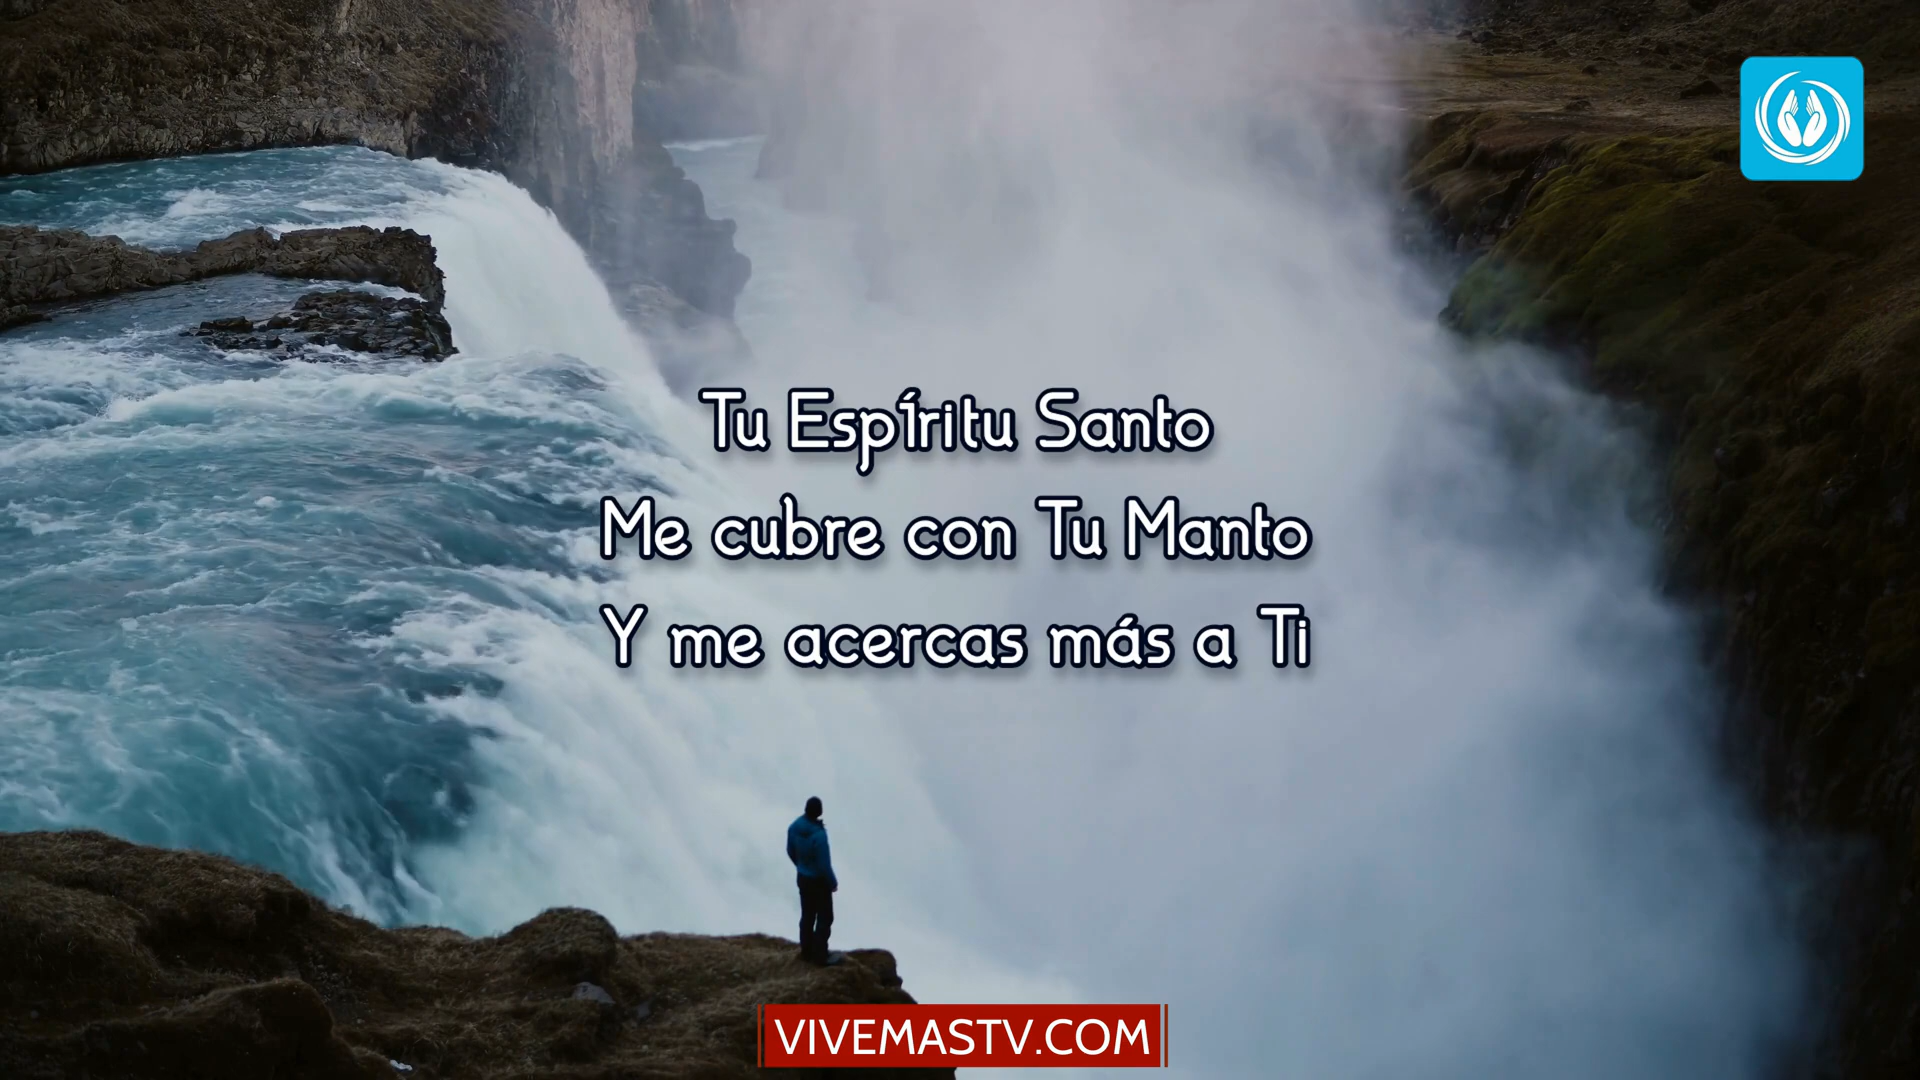 Tu Espíritu Santo
Me cubre con Tu Manto
Y me acercas más a Ti
VIVEMASTV.COM